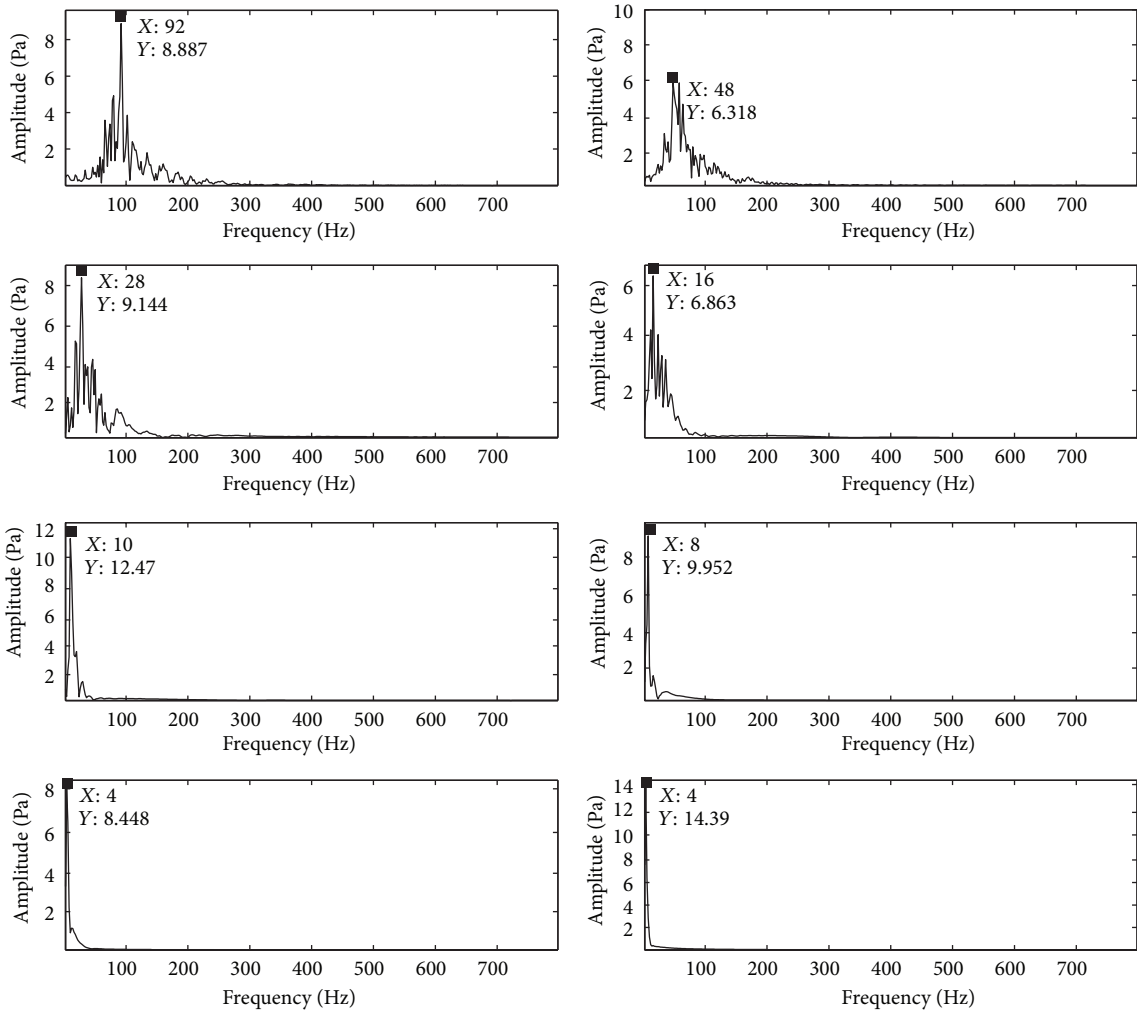 Amplitude (Pa)
8
6
4
2
X: 92
Y: 8.887
100 200 300 400 500 600 700
Frequency (Hz)
Amplitude (Pa)
10
8
6
4
2
X: 48
Y: 6.318
100 200 300 400 500 600 700
Frequency (Hz)
Amplitude (Pa)
8
6
4
2
X: 28
Y: 9.144
100 200 300 400 500 600 700
Frequency (Hz)
Amplitude (Pa)
6
4
2
X: 16
Y: 6.863
100 200 300 400 500 600 700
Frequency (Hz)
Amplitude (Pa)
12
10
8
6
4
2
X: 10
Y: 12.47
100 200 300 400 500 600 700
Frequency (Hz)
Amplitude (Pa)
8
6
4
2
X: 8
Y: 9.952
100 200 300 400 500 600 700
Frequency (Hz)
Amplitude (Pa)
8
6
4
2
X: 4
Y: 8.448
100 200 300 400 500 600 700
Frequency (Hz)
Amplitude (Pa)
14
12
10
8
6
4
2
X: 4
Y: 14.39
100 200 300 400 500 600 700
Frequency (Hz)